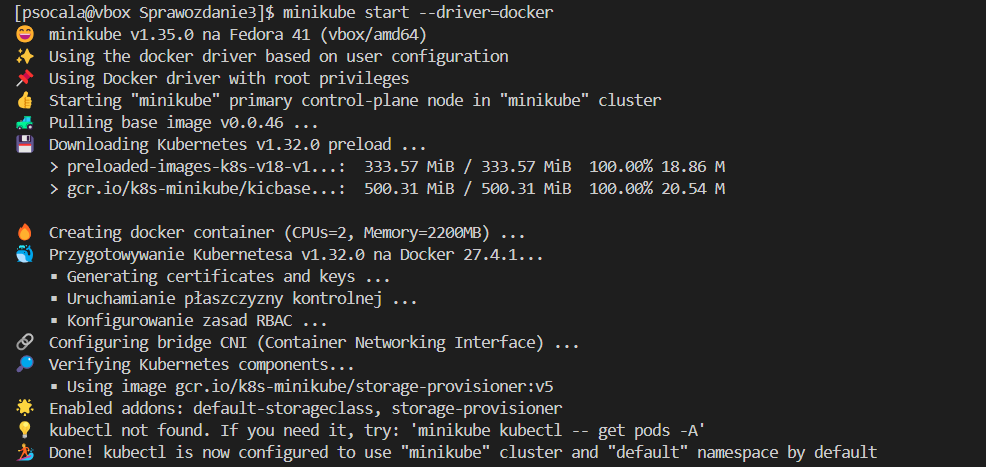 [psocala@vbox Sprawozdanie3]$ minikube start --driver=docker
😄 minikube v1.35.0 na Fedora 41 (vbox/amd64)
✨ Using the docker driver based on user configuration
📌 Using Docker driver with root privileges
👍 Starting "minikube" primary control-plane node in "minikube" cluster
🚜 Pulling base image v0.0.46 ...
💾 Downloading Kubernetes v1.32.0 preload ...
> preloaded-images-k8s-v18-v1...: 333.57 MiB / 333.57 MiB 100.00% 18.86 M
> gcr.io/k8s-minikube/kicbase...: 500.31 MiB / 500.31 MiB 100.00% 20.54 M
🔥 Creating docker container (CPUs=2, Memory=2200MB) ...
🐳 Przygotowywanie Kubernetesa v1.32.0 na Docker 27.4.1...
▪ Generating certificates and keys ...
▪ Uruchamianie płaszczyzny kontrolnej ...
▪ Konfigurowanie zasad RBAC ...
🔗 Configuring bridge CNI (Container Networking Interface) ...
🔎 Verifying Kubernetes components...
▪ Using image gcr.io/k8s-minikube/storage-provisioner:v5
🌟 Enabled addons: default-storageclass, storage-provisioner
💡 kubectl not found. If you need it, try: 'minikube kubectl -- get pods -A'
🏄 Done! kubectl is now configured to use "minikube" cluster and "default" namespace by default